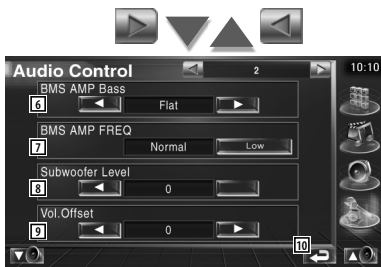 Audio Control 2 10:10
BMS AMP Bass
6 Flat
BMS AMP FREQ
7 Normal Low
Subwoofer Level
8 0
Vol.Offset
9 0
10